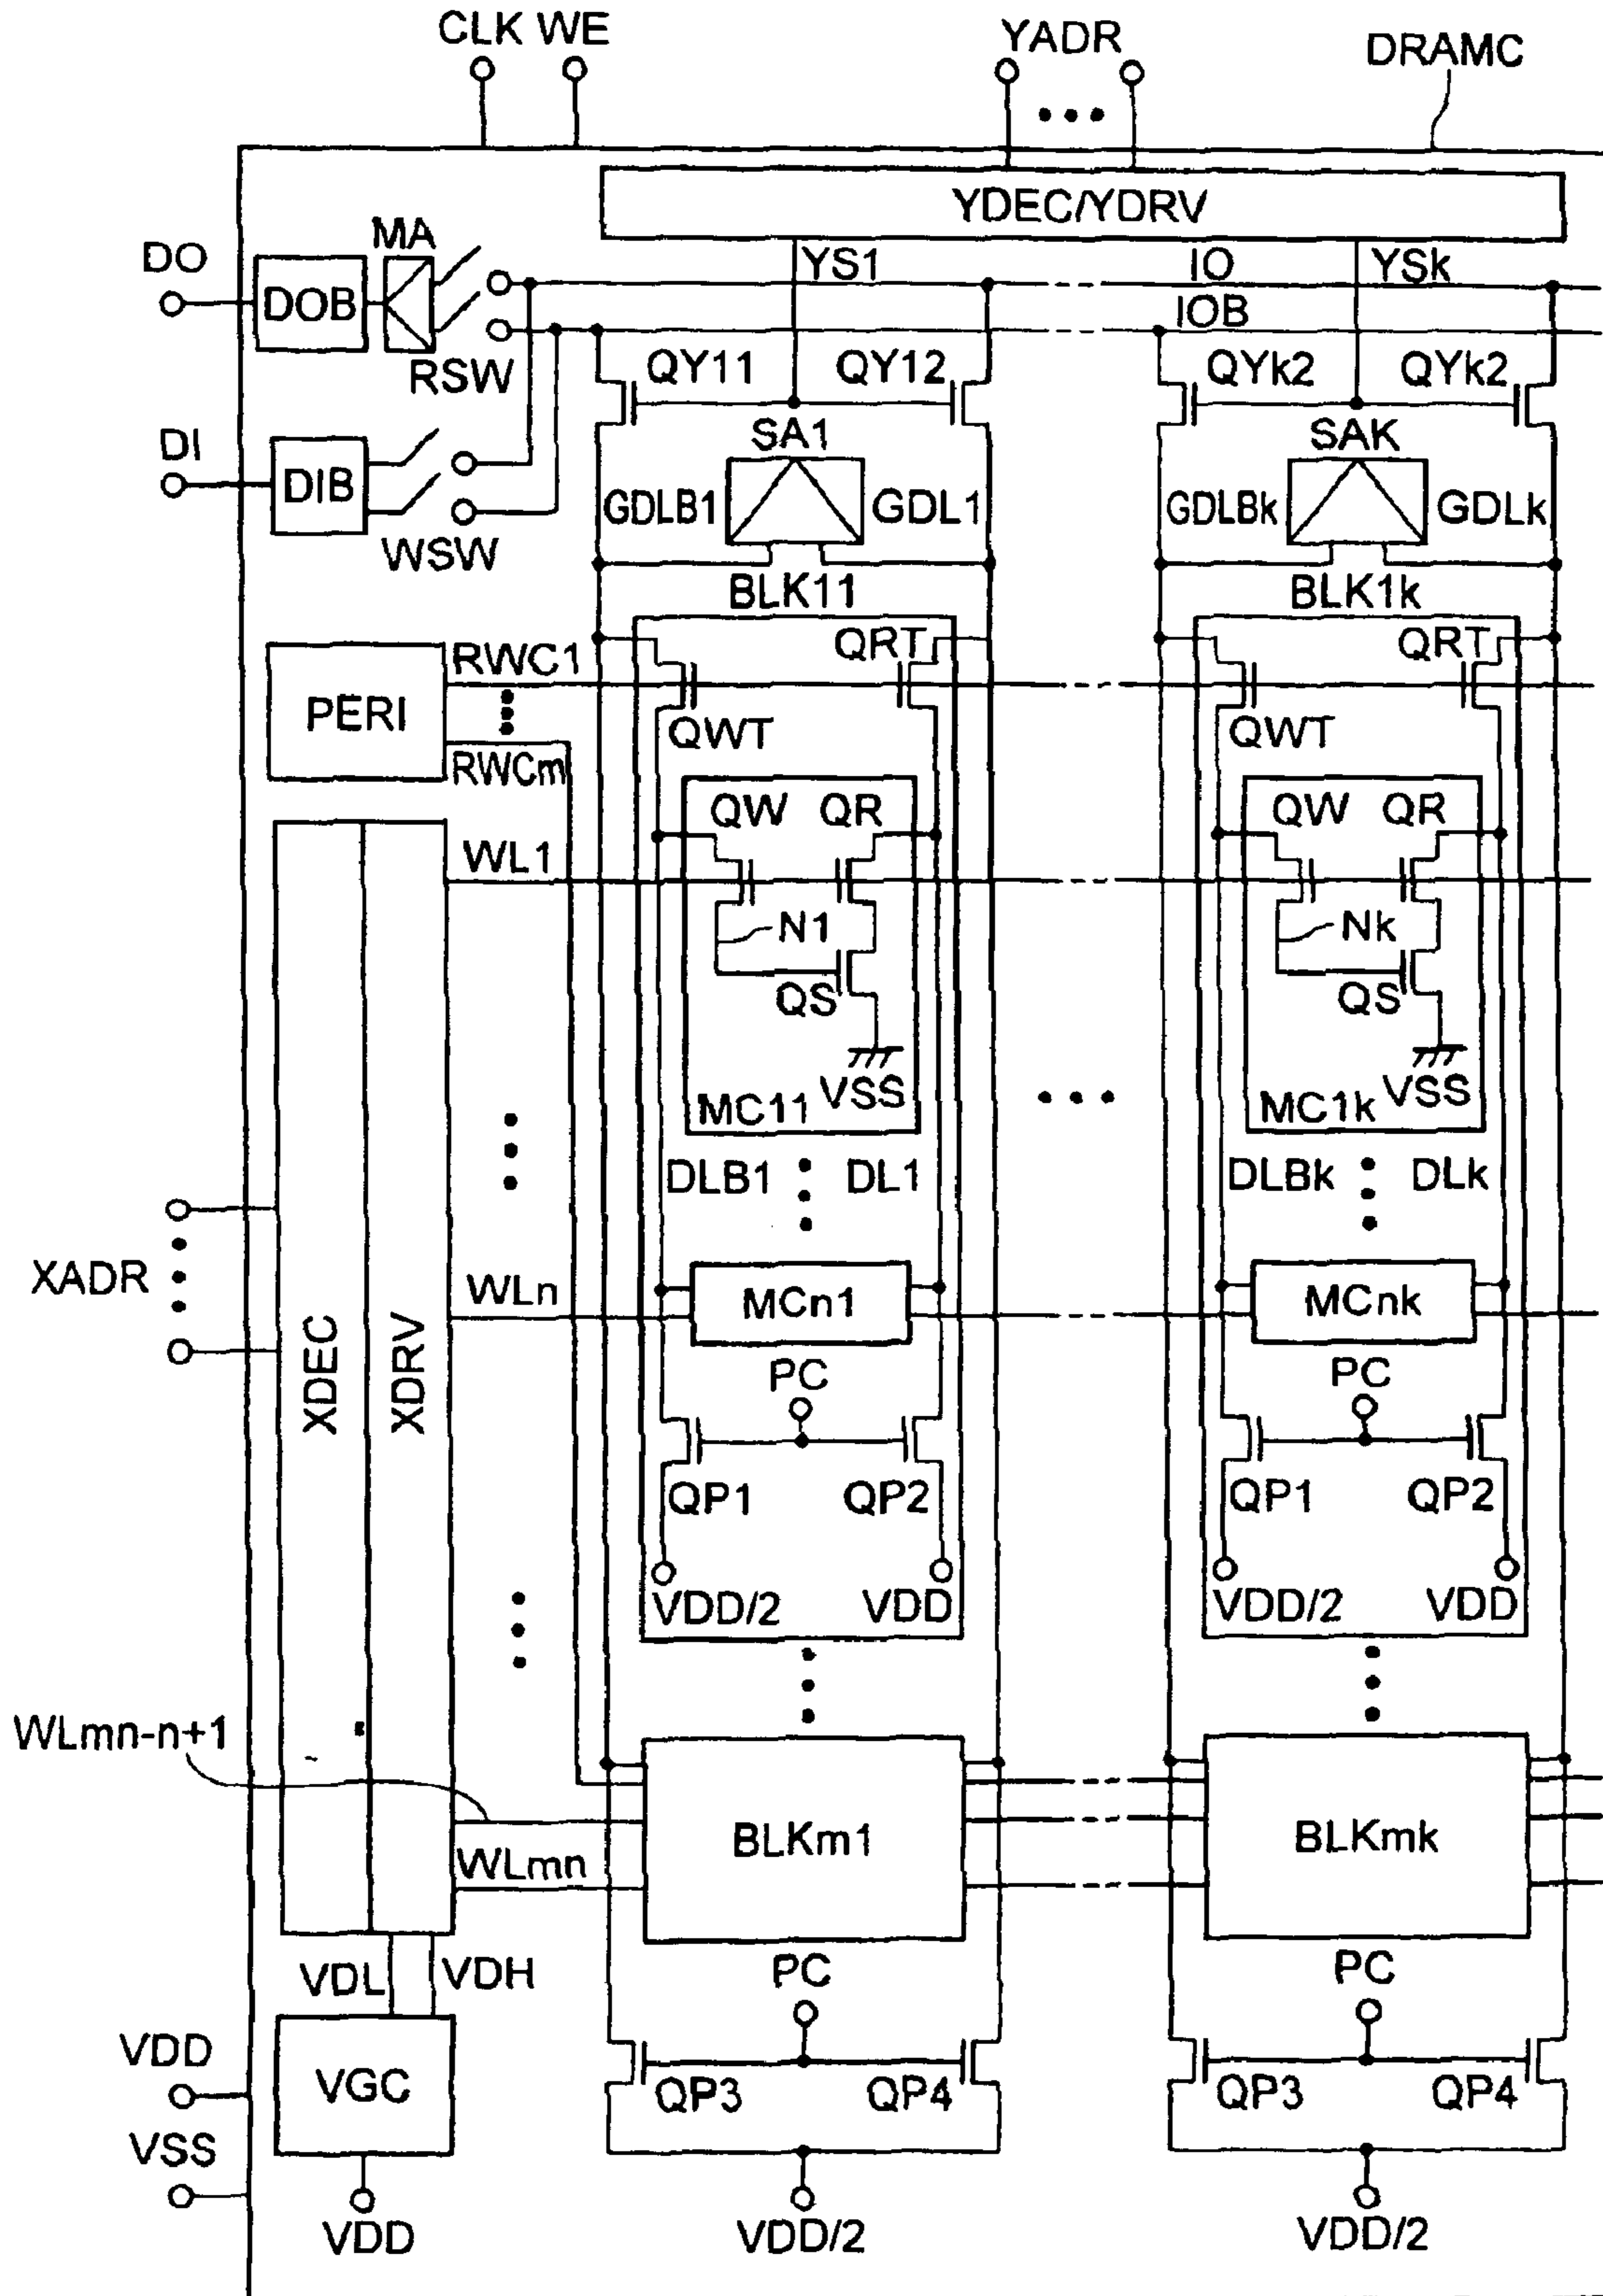 CLK WE
YADR
DRAMC
YDEC/YDRV
MA
DO
DOB
YS1
IO
YSk
IOB
RSW
QY11
QY12
QYk2
QYk2
DI
DIB
SA1
SAK
GDLB1
GDL1
GDLBk
GDLk
WSW
BLK11
BLK1k
PERI
RWC1
QRT
QRT
QWT
QWT
RWCm
QW
QR
QW
QR
WL1
N1
Nk
QS
QS
VSS
VSS
MC11
MC1k
DLB1
DL1
DLBk
DLk
XADR
XDEC
XDRV
WLn
MCn1
MCnk
PC
PC
QP1
QP2
QP1
QP2
VDD/2
VDD
VDD/2
VDD
WLmn-n+1
BLKm1
BLKmk
WLmn
VDL
VDH
PC
PC
VDD
VGC
QP3
QP4
QP3
QP4
VSS
VDD
VDD/2
VDD/2